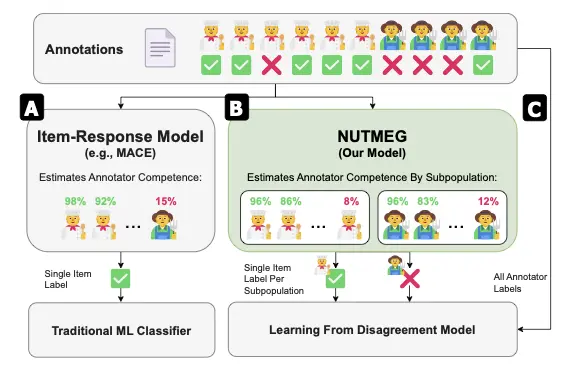 Annotations
A
B
C
Item-Response Model
(e.g., MACE)
Estimates Annotator Competence:
98% 92% ... 15%
NUTMEG
(Our Model)
Estimates Annotator Competence By Subpopulation:
96% 86% ... 8%
96% 83% ... 12%
Single Item
Label
Single Item
Label Per
Subpopulation
All Annotator
Labels
Traditional ML Classifier
Learning From Disagreement Model